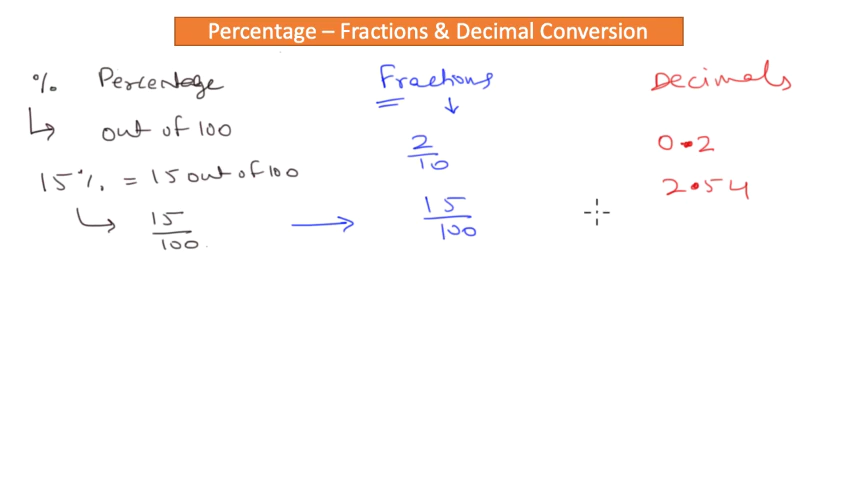 Percentage – Fractions & Decimal Conversion
% Percentage
out of 100
15% = 15 out of 100
15/100
Fractions
2/10
15/100
Decimals
0.2
2.54